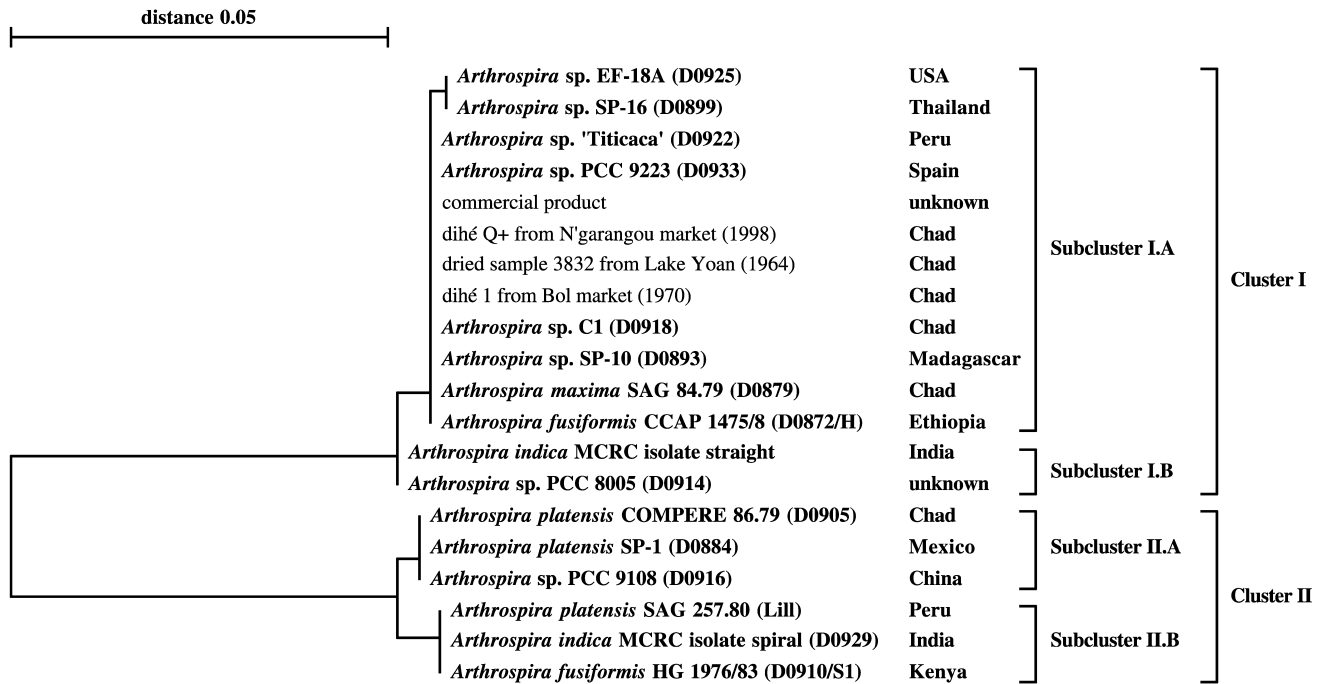 distance 0.05
Arthrospira sp. EF-18A (D0925) USA
Arthrospira sp. SP-16 (D0899) Thailand
Arthrospira sp. 'Titicaca' (D0922) Peru
Arthrospira sp. PCC 9223 (D0933) Spain
commercial product unknown
dihé Q+ from N'garangou market (1998) Chad
Subcluster I.A
dried sample 3832 from Lake Yoan (1964) Chad
Cluster I
dihé 1 from Bol market (1970) Chad
Arthrospira sp. C1 (D0918) Chad
Arthrospira sp. SP-10 (D0893) Madagascar
Arthrospira maxima SAG 84.79 (D0879) Chad
Arthrospira fusiformis CCAP 1475/8 (D0872/H) Ethiopia
Arthrospira indica MCRC isolate straight India
Subcluster I.B
Arthrospira sp. PCC 8005 (D0914) unknown
Arthrospira platensis COMPERE 86.79 (D0905) Chad
Arthrospira platensis SP-1 (D0884) Mexico Subcluster II.A
Arthrospira sp. PCC 9108 (D0916) China
Cluster II
Arthrospira platensis SAG 257.80 (Lill) Peru
Arthrospira indica MCRC isolate spiral (D0929) India Subcluster II.B
Arthrospira fusiformis HG 1976/83 (D0910/S1) Kenya